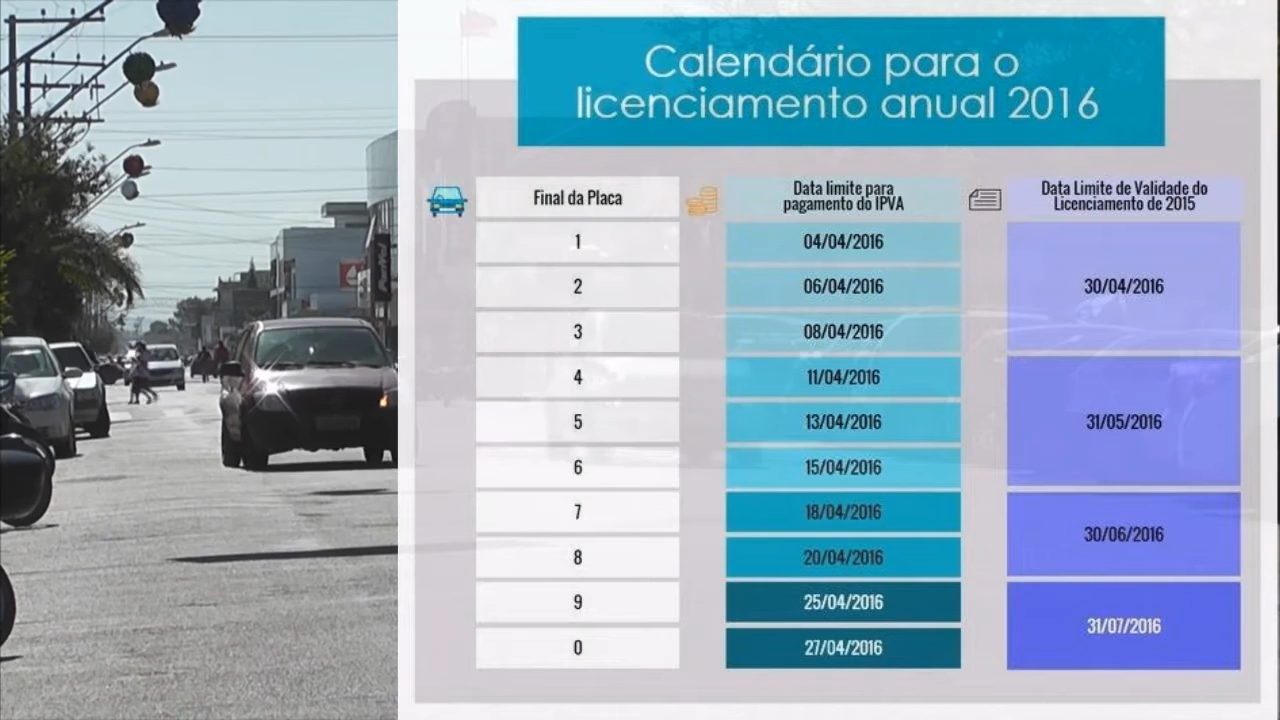 Calendário para o
licenciamento anual 2016
Final da Placa
Data limite para
pagamento do IPVA
Data Limite de Validade do
Licenciamento de 2015
1 04/04/2016
2 06/04/2016 30/04/2016
3 08/04/2016
4 11/04/2016
5 13/04/2016 31/05/2016
6 15/04/2016
7 18/04/2016
30/06/2016
8 20/04/2016
9 25/04/2016
31/07/2016
0 27/04/2016